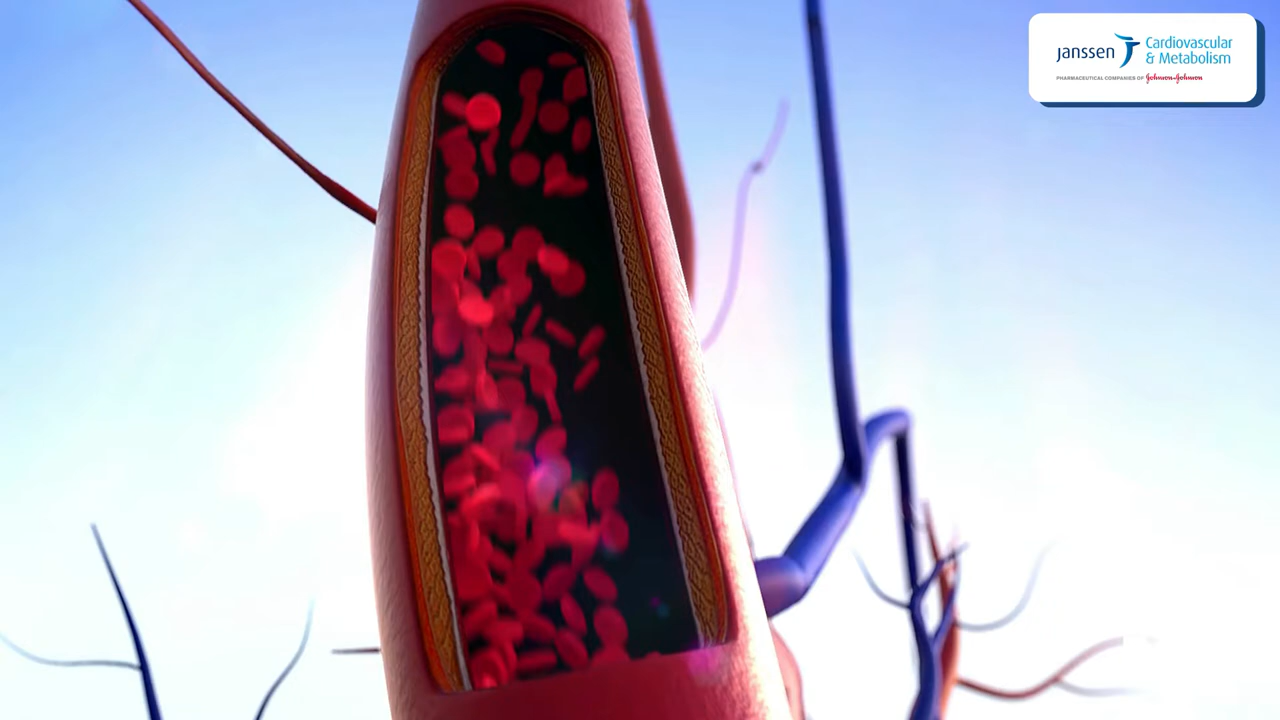 Janssen
Cardiovascular
& Metabolism
PHARMACEUTICAL COMPANIES OF Johnson & Johnson